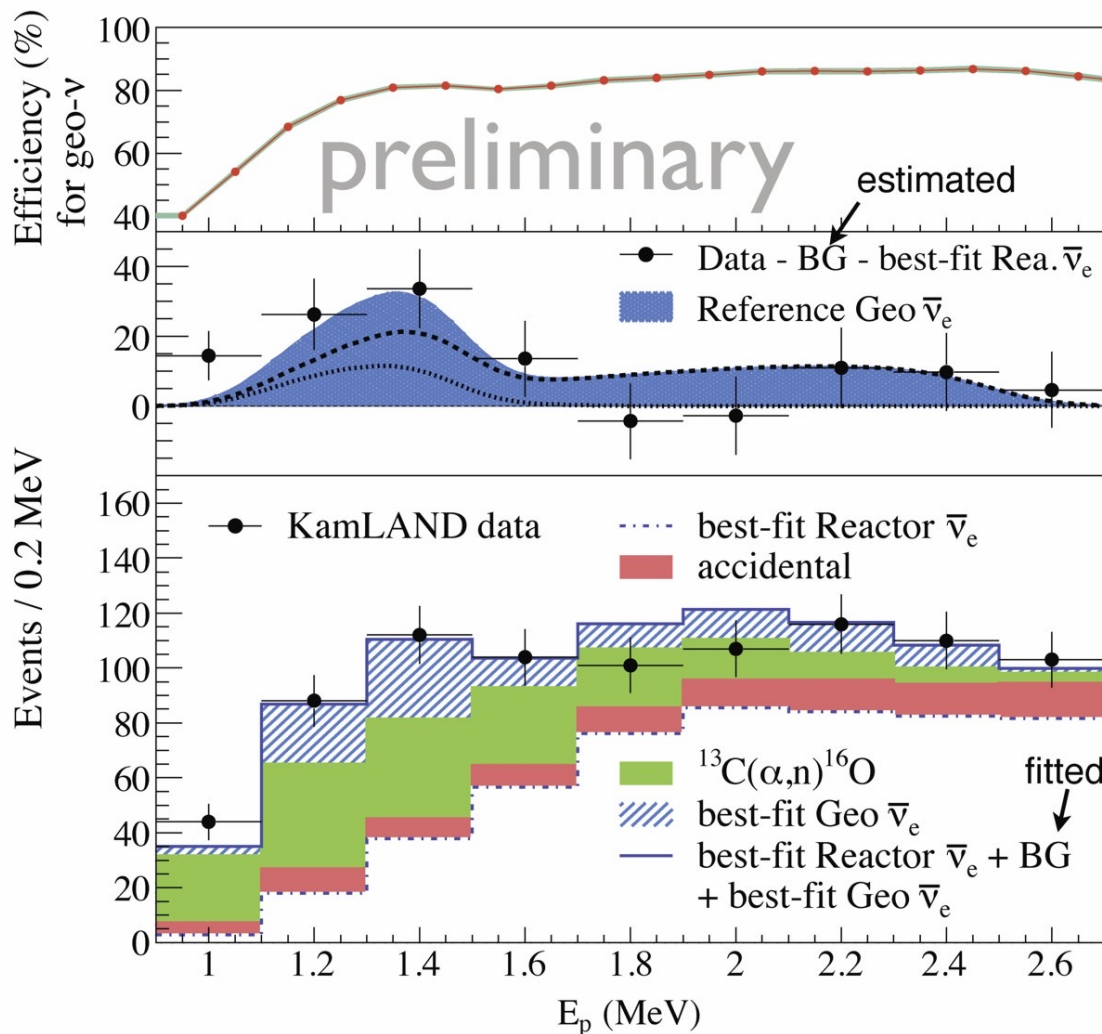 Efficiency (%)
for geo-ν
100
80
60
40
preliminary
estimated
40
20
0
Data - BG - best-fit Rea. ν̅e
Reference Geo ν̅e
Events / 0.2 MeV
160
140
120
100
80
60
40
20
0
KamLAND data
best-fit Reactor ν̅e
accidental
¹³C(α,n)¹⁶O
fitted
best-fit Geo ν̅e
best-fit Reactor ν̅e + BG
+ best-fit Geo ν̅e
1 1.2 1.4 1.6 1.8 2 2.2 2.4 2.6
Ep (MeV)